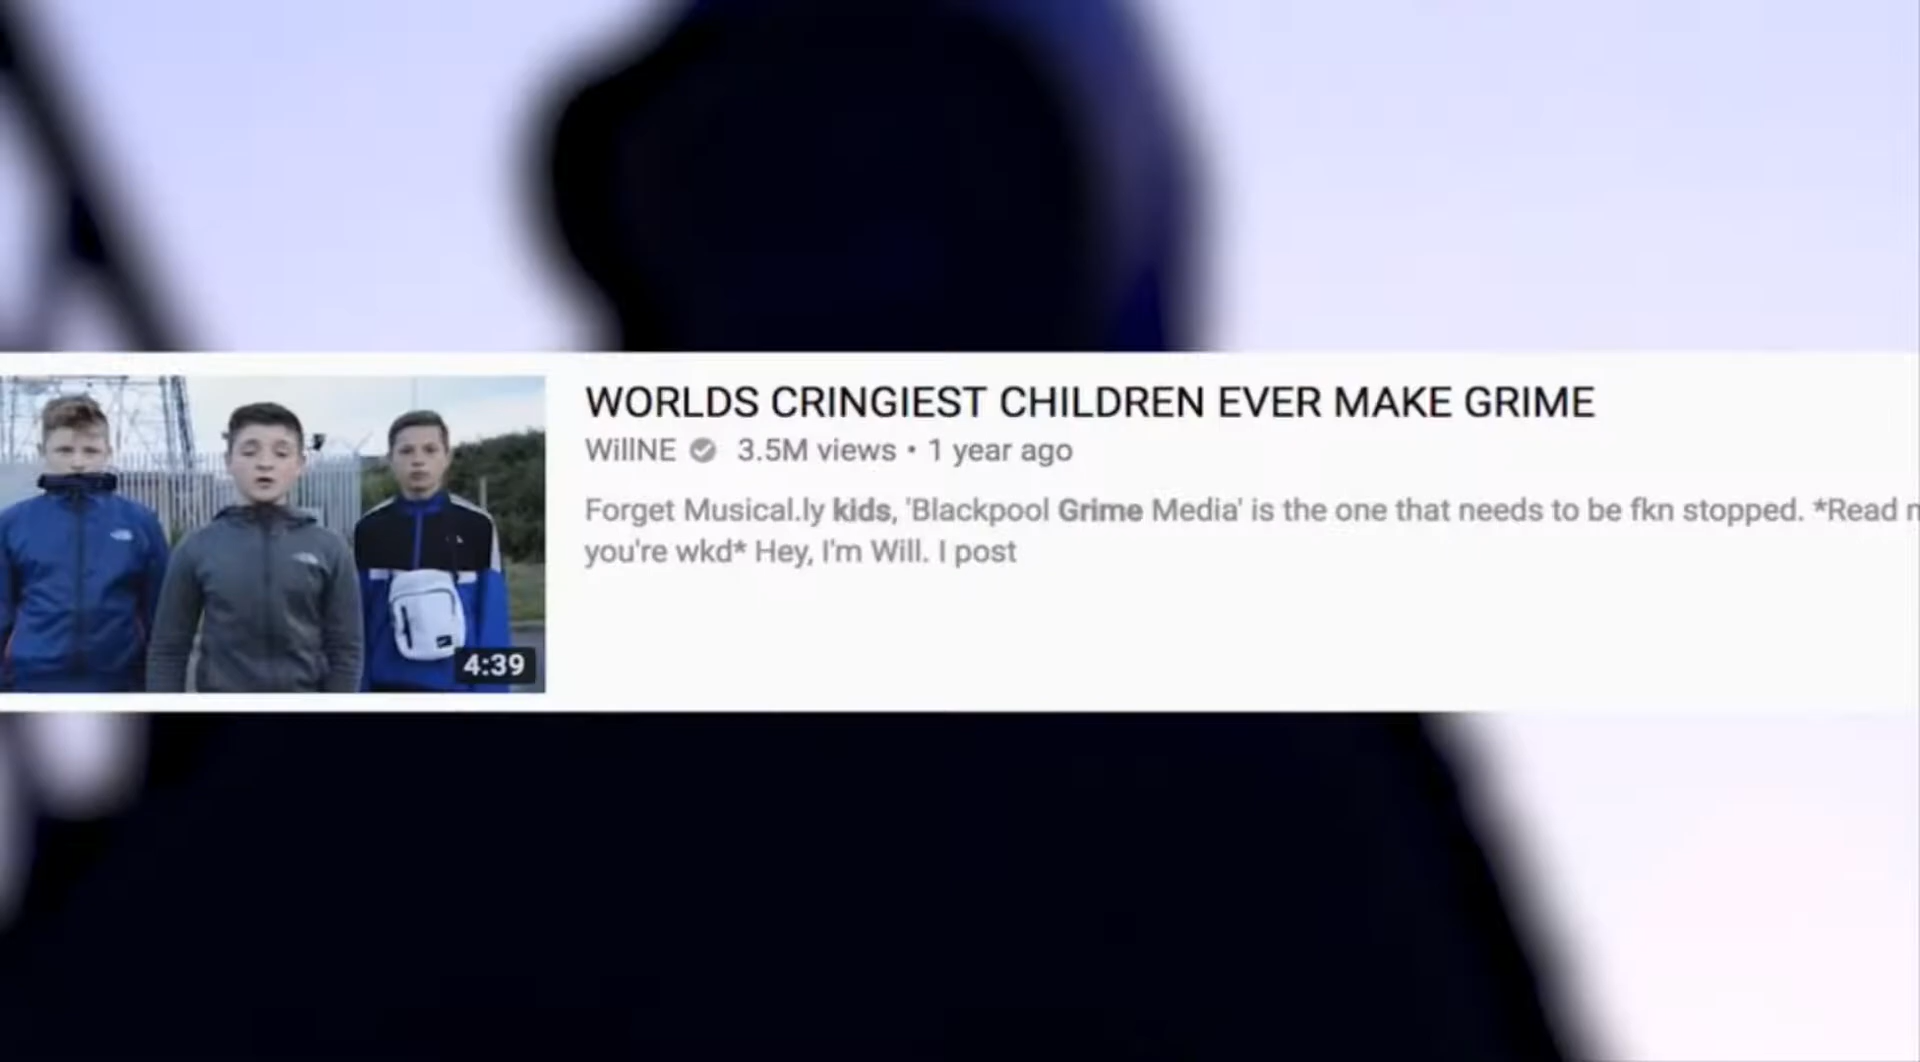 WORLDS CRINGIEST CHILDREN EVER MAKE GRIME
WillNE 3.5M views • 1 year ago
Forget Musical.ly kids, 'Blackpool Grime Media' is the one that needs to be fkn stopped. *Read
you're wkd* Hey, I'm Will. I post
4:39